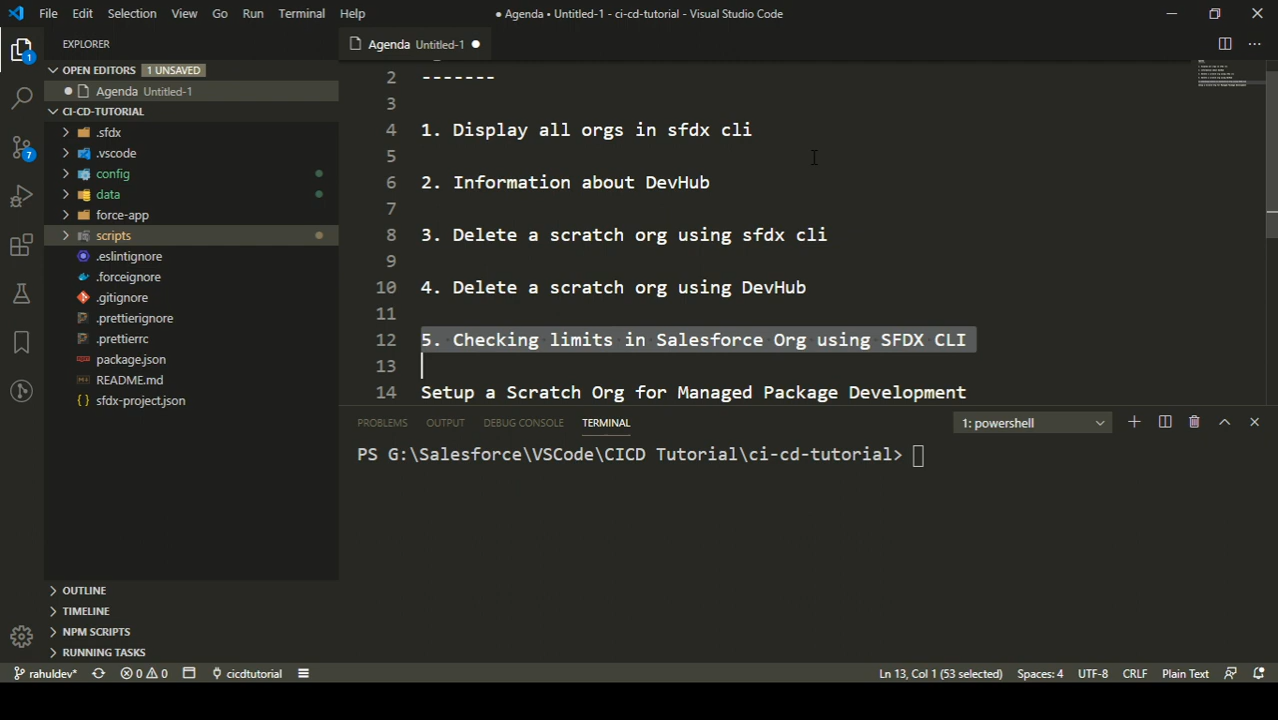 File Edit Selection View Go Run Terminal Help
● Agenda • Untitled-1 - ci-cd-tutorial - Visual Studio Code
EXPLORER
Agenda Untitled-1 ●
OPEN EDITORS 1 UNSAVED
● Agenda Untitled-1
CI-CD-TUTORIAL
.sfdx
.vscode
config
data
force-app
scripts
.eslintignore
.forceignore
.gitignore
.prettierignore
.prettierrc
package.json
README.md
sfdx-project.json
OUTLINE
TIMELINE
NPM SCRIPTS
RUNNING TASKS
1
7
2 -------
3
4 1. Display all orgs in sfdx cli
5
6 2. Information about DevHub
7
8 3. Delete a scratch org using sfdx cli
9
10 4. Delete a scratch org using DevHub
11
12 5. Checking limits in Salesforce Org using SFDX CLI
13
14 Setup a Scratch Org for Managed Package Development
PROBLEMS OUTPUT DEBUG CONSOLE TERMINAL
1: powershell
PS G:\Salesforce\VSCode\CICD Tutorial\ci-cd-tutorial>
rahuldev* 0 0 cicdtutorial
Ln 13, Col 1 (53 selected) Spaces: 4 UTF-8 CRLF Plain Text